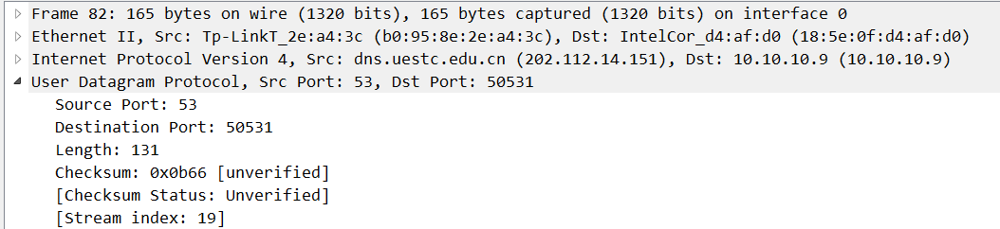 Frame 82: 165 bytes on wire (1320 bits), 165 bytes captured (1320 bits) on interface 0
Ethernet II, Src: Tp-LinkT_2e:a4:3c (b0:95:8e:2e:a4:3c), Dst: IntelCor_d4:af:d0 (18:5e:0f:d4:af:d0)
Internet Protocol Version 4, Src: dns.uestc.edu.cn (202.112.14.151), Dst: 10.10.10.9 (10.10.10.9)
User Datagram Protocol, Src Port: 53, Dst Port: 50531
Source Port: 53
Destination Port: 50531
Length: 131
Checksum: 0x0b66 [unverified]
[Checksum Status: Unverified]
[Stream index: 19]